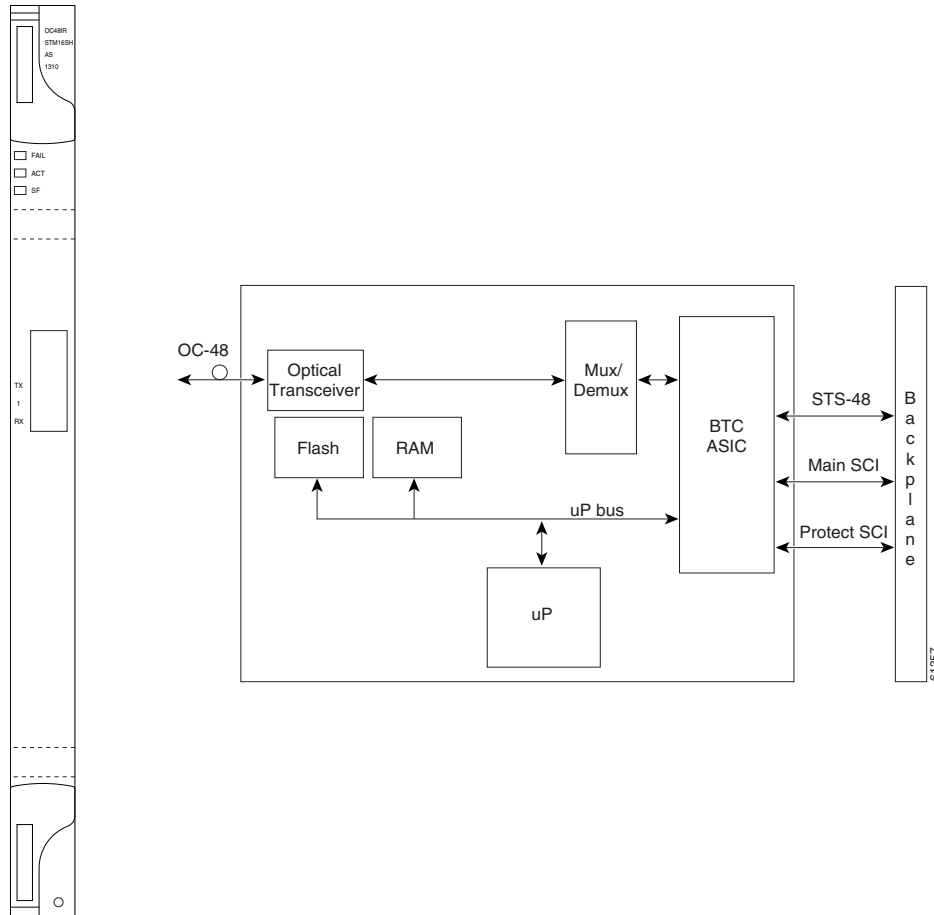 OC48IR
STM16SH
AS
1310
FAIL
ACT
SF
TX
1
RX
OC-48
Optical
Transceiver
Flash
RAM
Mux/
Demux
BTC
ASIC
uP bus
uP
STS-48
Main SCI
Protect SCI
Backplane